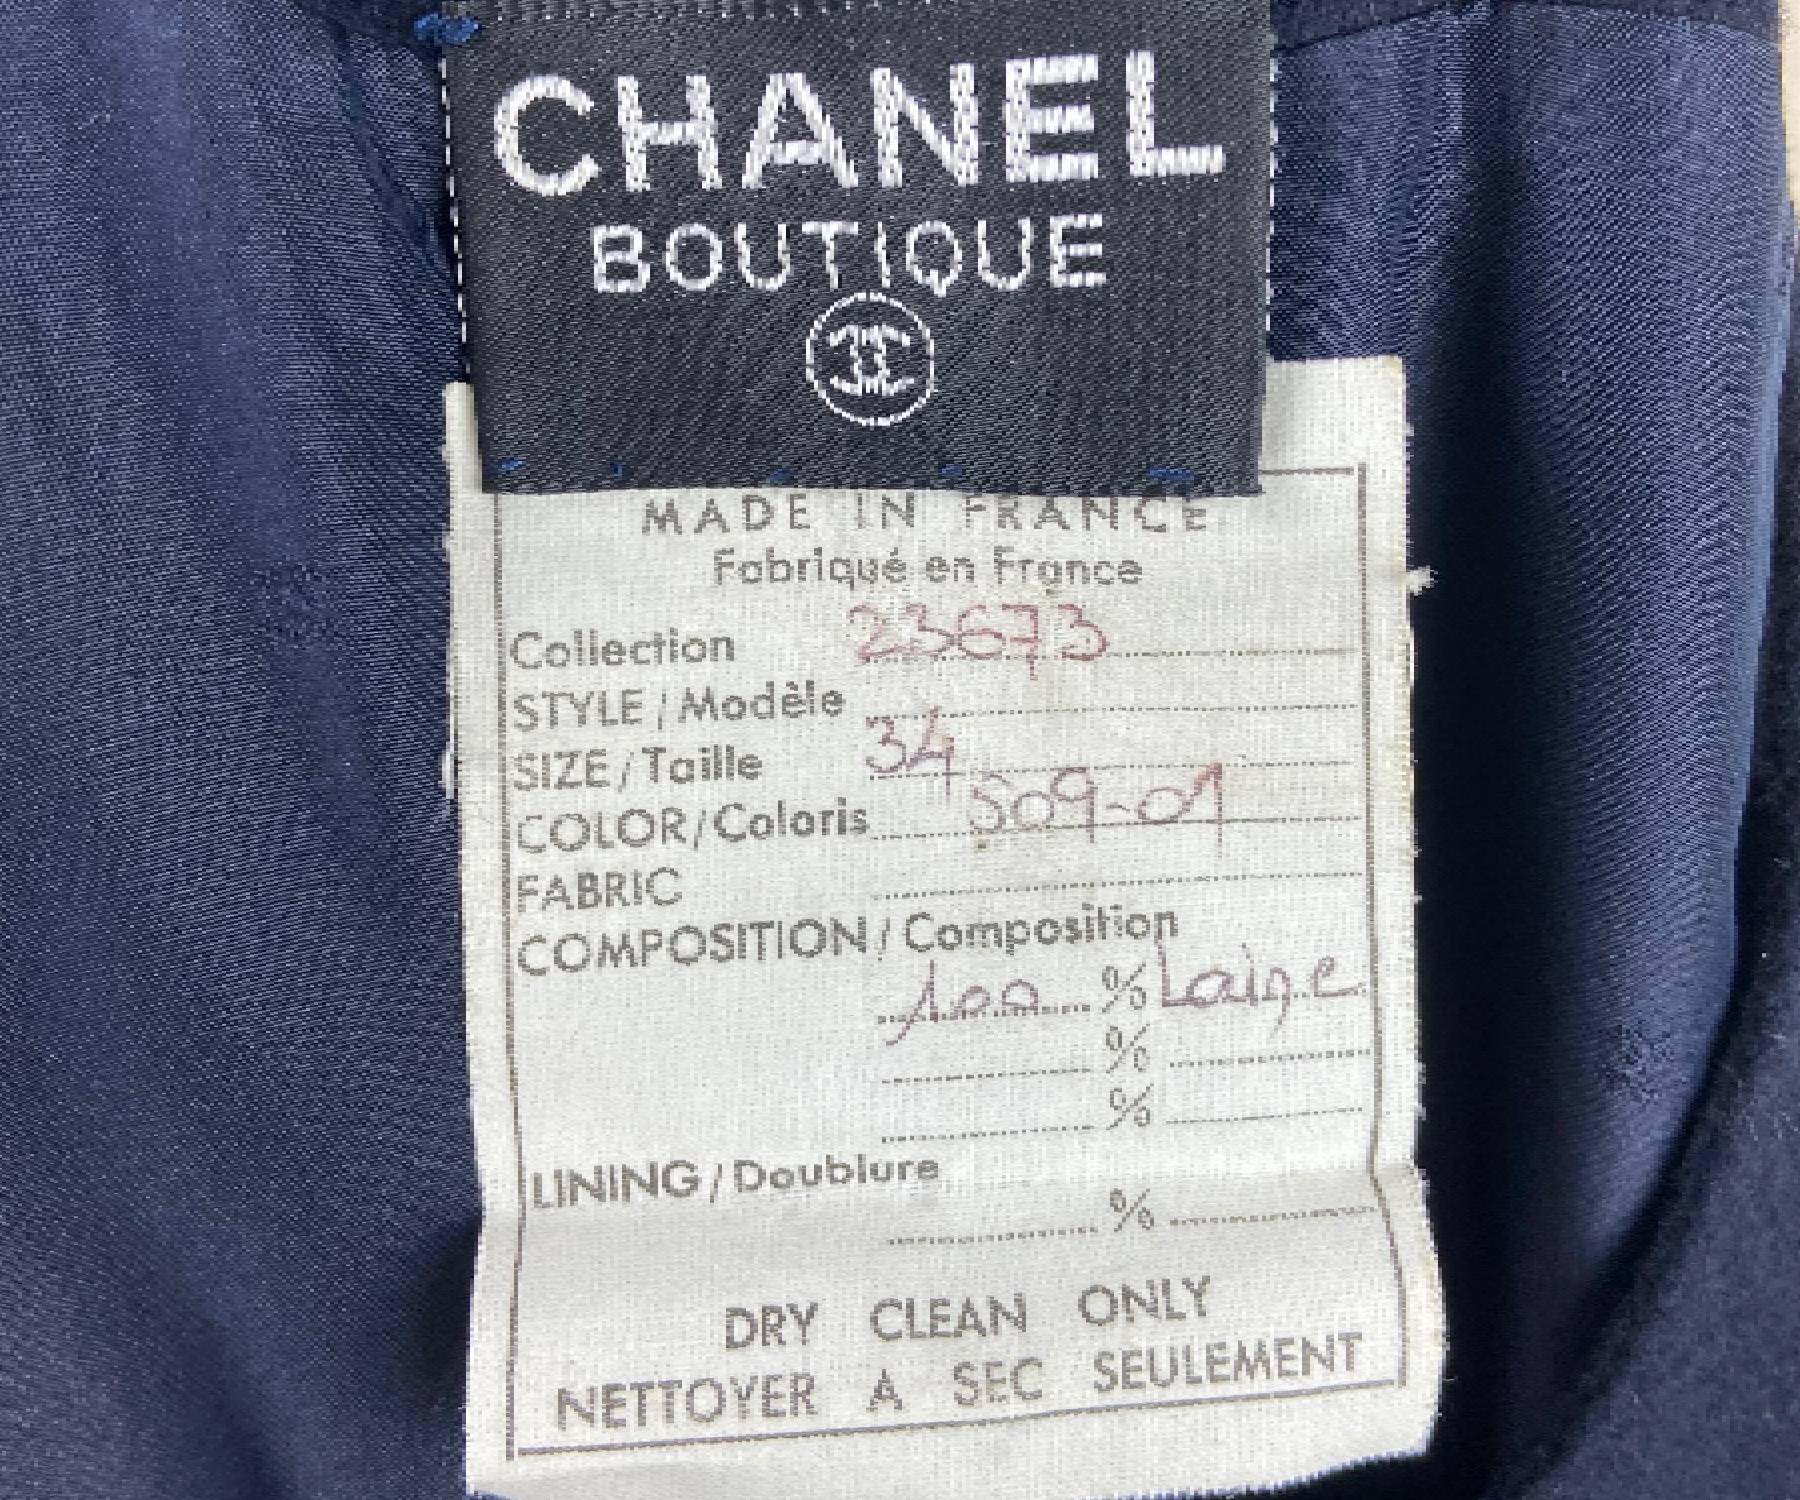 CHANEL
BOUTIQUE
MADE IN FRANCE
Fabriqué en France
Collection 23673
STYLE / Modèle
SIZE / Taille 34
COLOR / Coloris S09-01
FABRIC
COMPOSITION / Composition
100 % Laine
%
%
LINING / Doublure
%
DRY CLEAN ONLY
NETTOYER A SEC SEULEMENT